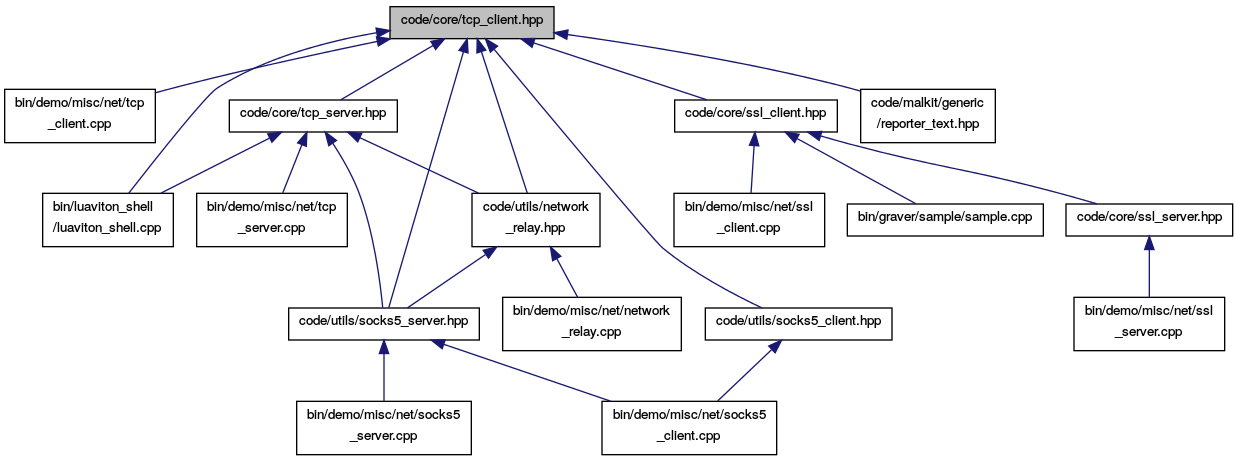 code/core/tcp_client.hpp
bin/demo/misc/net/tcp
_client.cpp
code/core/tcp_server.hpp
code/core/ssl_client.hpp
code/malkit/generic
/reporter_text.hpp
bin/luaviton_shell
/luaviton_shell.cpp
bin/demo/misc/net/tcp
_server.cpp
code/utils/network
_relay.hpp
bin/demo/misc/net/ssl
_client.cpp
bin/graver/sample/sample.cpp
code/core/ssl_server.hpp
code/utils/socks5_server.hpp
bin/demo/misc/net/network
_relay.cpp
code/utils/socks5_client.hpp
bin/demo/misc/net/ssl
_server.cpp
bin/demo/misc/net/socks5
_server.cpp
bin/demo/misc/net/socks5
_client.cpp